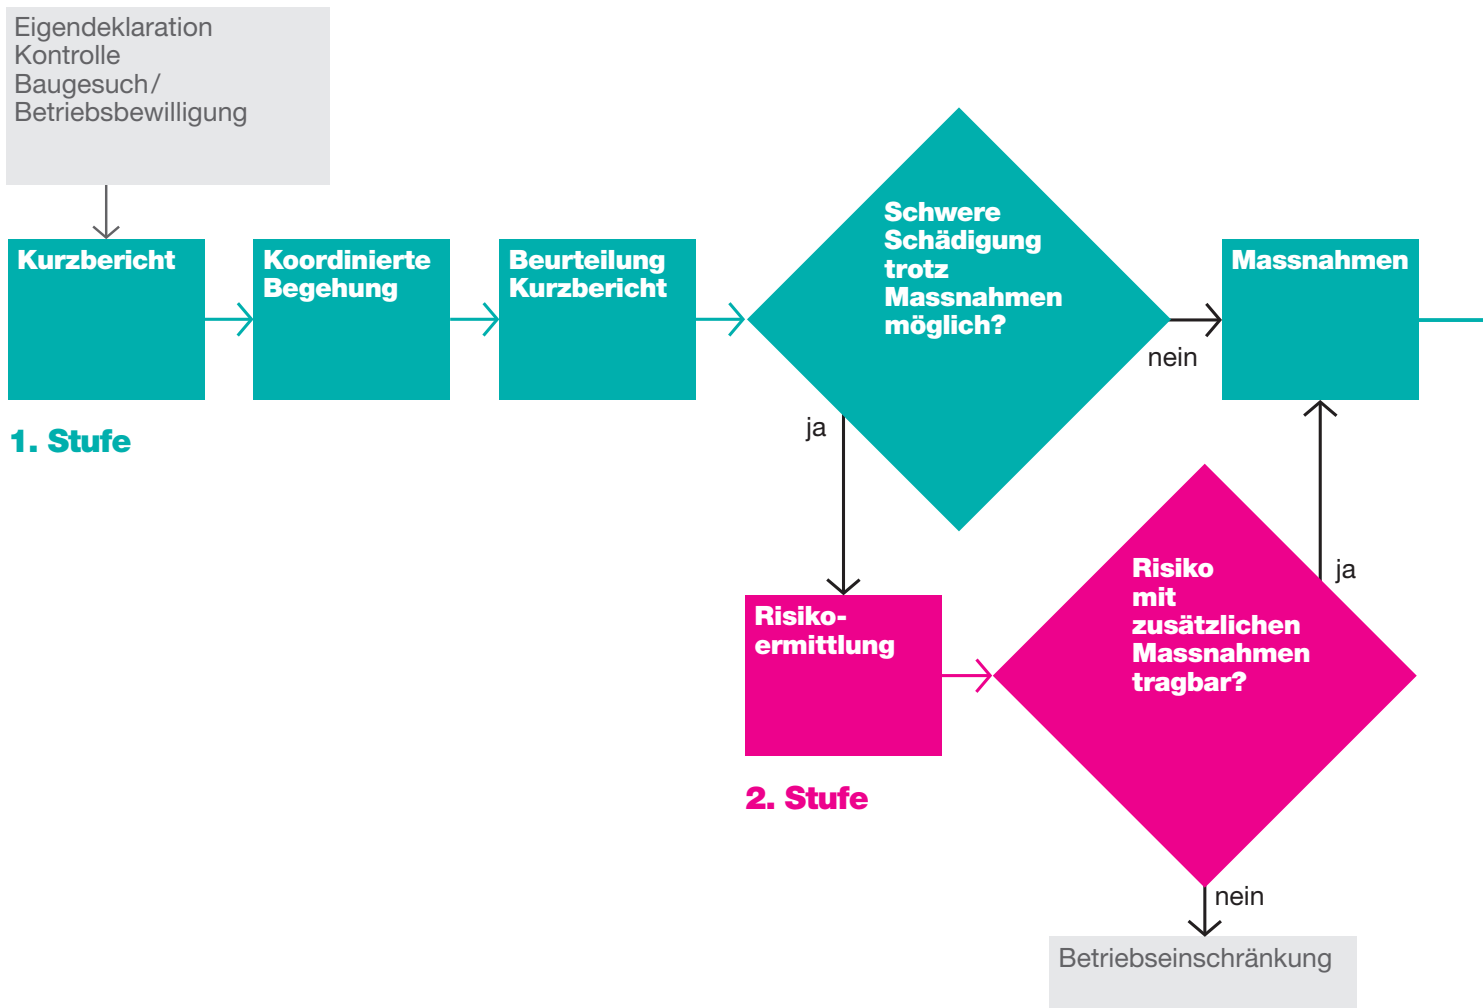 Eigendeklaration
Kontrolle
Baugesuch/
Betriebsbewilligung
Kurzbericht
Koordinierte
Begehung
Beurteilung
Kurzbericht
Schwere
Schädigung
trotz
Massnahmen
möglich?
nein
Massnahmen
ja
1. Stufe
Risiko-
ermittlung
Risiko
mit
zusätzlichen
Massnahmen
tragbar?
ja
2. Stufe
nein
Betriebseinschränkung